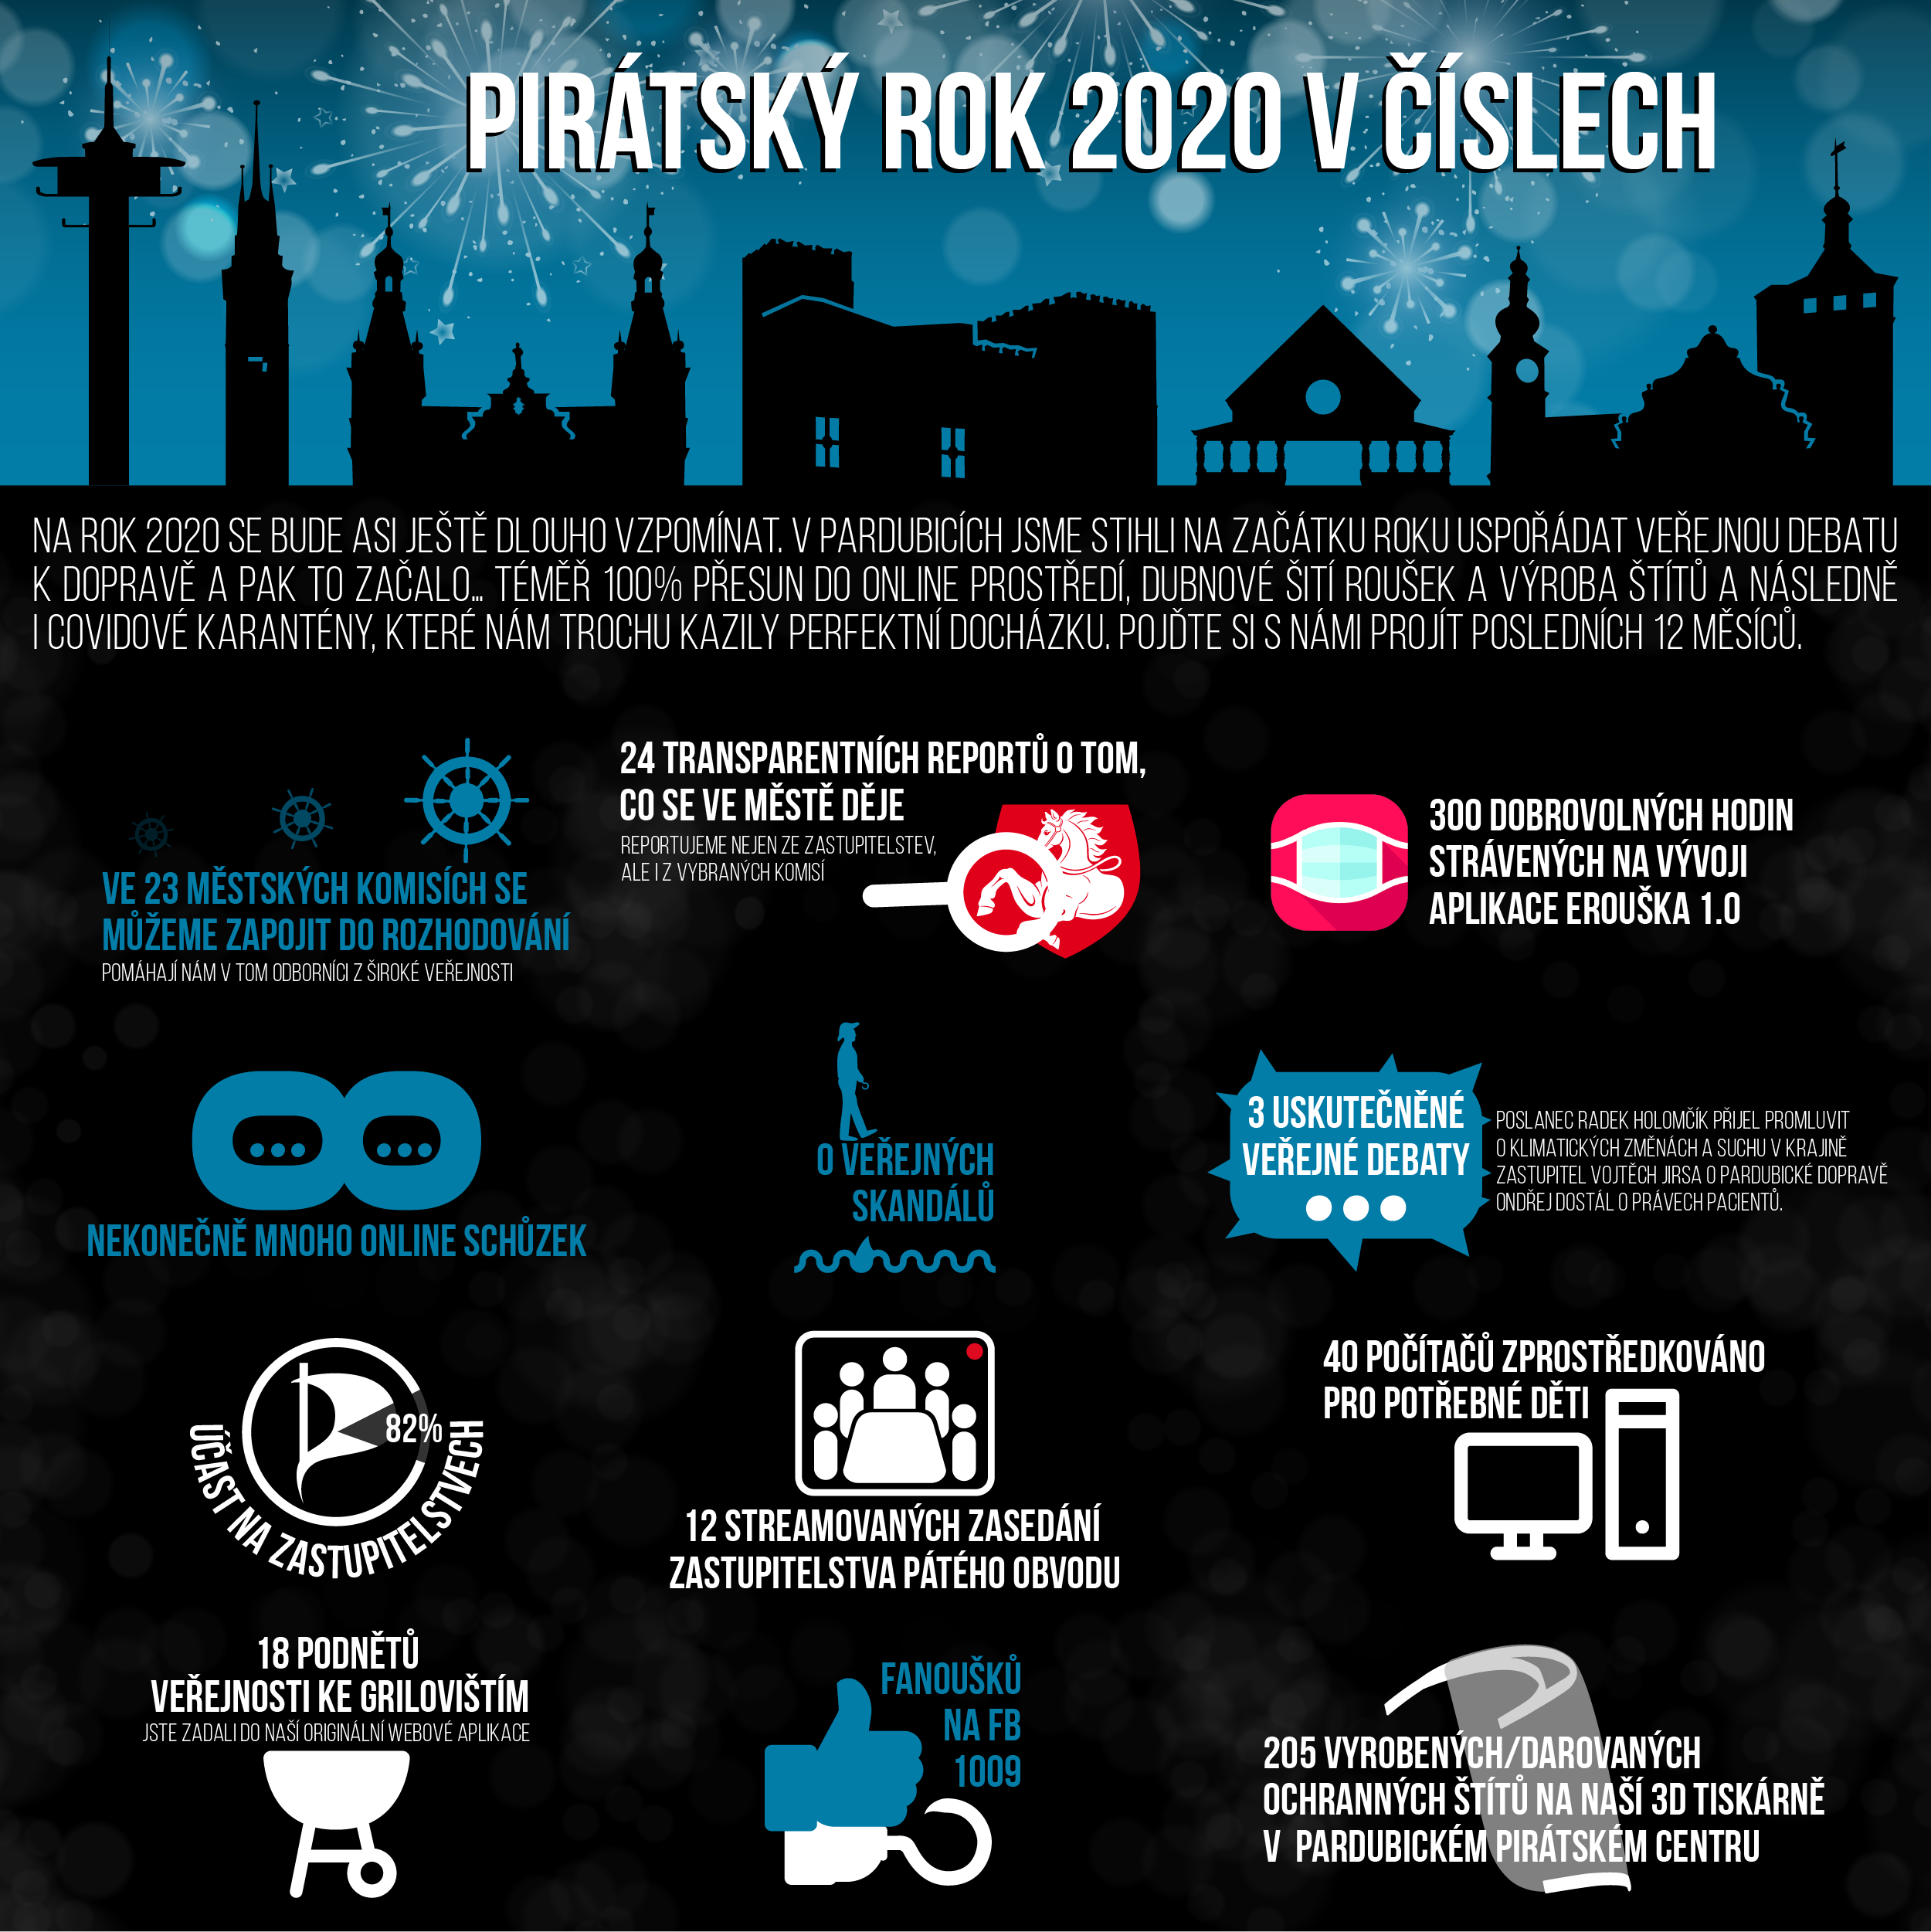 PIRÁTSKÝ ROK 2020 V ČÍSLECH
NA ROK 2020 SE BUDE ASI JEŠTĚ DLOUHO VZPOMÍNAT. V PARDUBICÍCH JSME STIHLI NA ZAČÁTKU ROKU USPOŘÁDAT VEŘEJNOU DEBATU
K DOPRAVĚ A PAK TO ZAČALO... TÉMĚŘ 100% PŘESUN DO ONLINE PROSTŘEDÍ, DUBNOVÉ ŠITÍ ROUŠEK A VÝROBA ŠTÍTŮ A NÁSLEDNĚ
I COVIDOVÉ KARANTÉNY, KTERÉ NÁM TROCHU KAZILY PERFEKTNÍ DOCHÁZKU. POJĎTE SI S NÁMI PROJÍT POSLEDNÍCH 12 MĚSÍCŮ.
VE 23 MĚSTSKÝCH KOMISÍCH SE
MŮŽEME ZAPOJIT DO ROZHODOVÁNÍ
POMÁHAJÍ NÁM V TOM ODBORNÍCI Z ŠIROKÉ VEŘEJNOSTI
24 TRANSPARENTNÍCH REPORTŮ O TOM,
CO SE VE MĚSTĚ DĚJE
REPORTUJEME NEJEN ZE ZASTUPITELSTEV,
ALE I Z VYBRANÝCH KOMISÍ
300 DOBROVOLNÝCH HODIN
STRÁVENÝCH NA VÝVOJI
APLIKACE EROUŠKA 1.0
NEKONEČNĚ MNOHO ONLINE SCHŮZEK
0 VEŘEJNÝCH
SKANDÁLŮ
3 USKUTEČNĚNÉ
VEŘEJNÉ DEBATY
POSLANEC RADEK HOLOMČÍK PŘIJEL PROMLUVIT
O KLIMATICKÝCH ZMĚNÁCH A SUCHU V KRAJINĚ
ZASTUPITEL VOJTĚCH JIRSA O PARDUBICKÉ DOPRAVĚ
ONDŘEJ DOSTÁL O PRÁVECH PACIENTŮ.
82%
ÚČAST NA ZASTUPITELSTVECH
12 STREAMOVANÝCH ZASEDÁNÍ
ZASTUPITELSTVA PÁTÉHO OBVODU
40 POČÍTAČŮ ZPROSTŘEDKOVÁNO
PRO POTŘEBNÉ DĚTI
18 PODNĚTŮ
VEŘEJNOSTI KE GRILOVIŠTÍM
JSTE ZADALI DO NAŠÍ ORIGINÁLNÍ WEBOVÉ APLIKACE
FANOUŠKŮ
NA FB
1009
205 VYROBENÝCH/DAROVANÝCH
OCHRANNÝCH ŠTÍTŮ NA NAŠÍ 3D TISKÁRNĚ
V PARDUBICKÉM PIRÁTSKÉM CENTRU